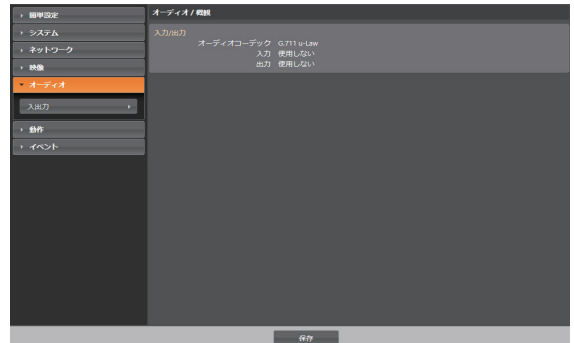 簡単設定
システム
ネットワーク
映像
オーディオ
入出力
動作
イベント
オーディオ / 概観
入力/出力
オーディオコーデック G.711 u-Law
入力 使用しない
出力 使用しない
保存